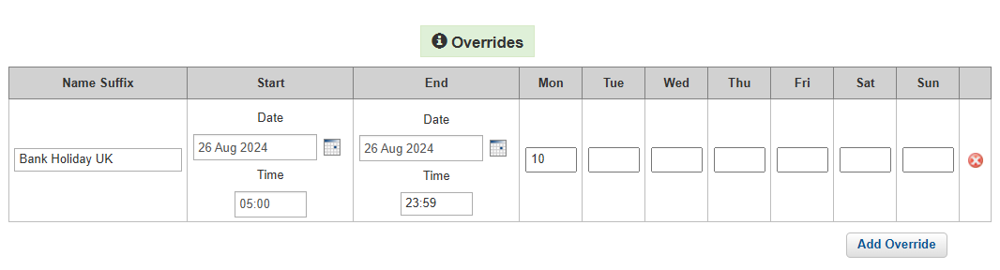 Overrides
Name Suffix Start End Mon Tue Wed Thu Fri Sat Sun
Date Date
26 Aug 2024 26 Aug 2024
Bank Holiday UK 10
Time Time
05:00 23:59
Add Override